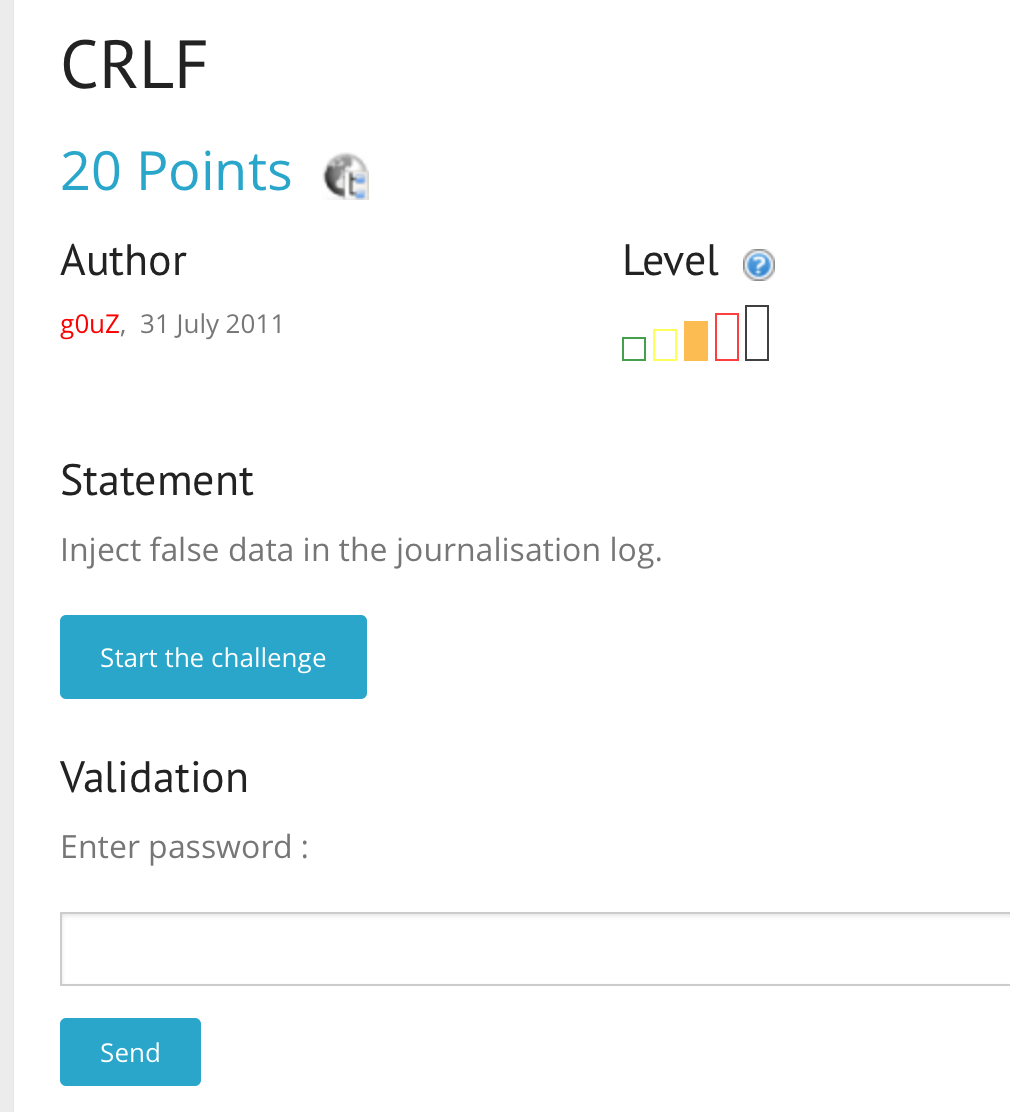 CRLF
20 Points
Author
Level ?
g0uZ, 31 July 2011
Statement
Inject false data in the journalisation log.
Start the challenge
Validation
Enter password :
Send